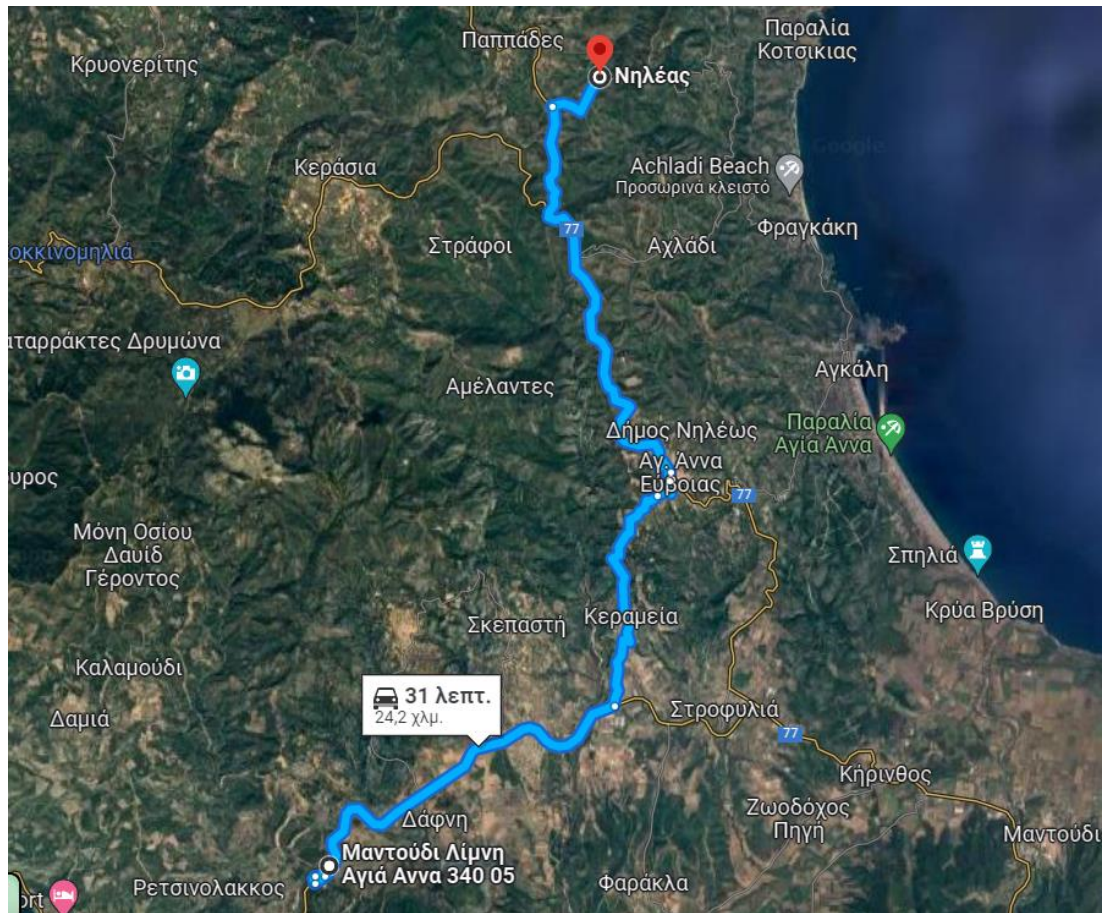 Παππάδες
Παραλία
Κοτσικιας
Κρυονερίτης
Νηλέας
Google
Κεράσια
Achladi Beach
Προσωρινά κλειστό
77
Στράφοι
Αχλάδι
Φραγκάκη
οκκινομηλιά
αταρράκτες Δρυμώνα
Αμέλαντες
Αγκάλη
Δήμος Νηλέως
Παραλία
Αγία Άννα
Αγ. Άννα
Εύβοιας
77
υρος
Μόνη Οσίου
Δαυίδ
Γέροντος
Σπηλιά
Σκεπαστή
Κεραμεία
Κρύα Βρύση
Καλαμούδι
Δαμιά
31 λεπτ.
24,2 χλμ.
Στροφυλιά
77
Κήρινθος
Δάφνη
Ζωοδόχος
Πηγή
Μαντούδι
Μαντούδι Λίμνη
Αγιά Άννα 340 05
Ρετσινολακκος
Φαράκλα
ort